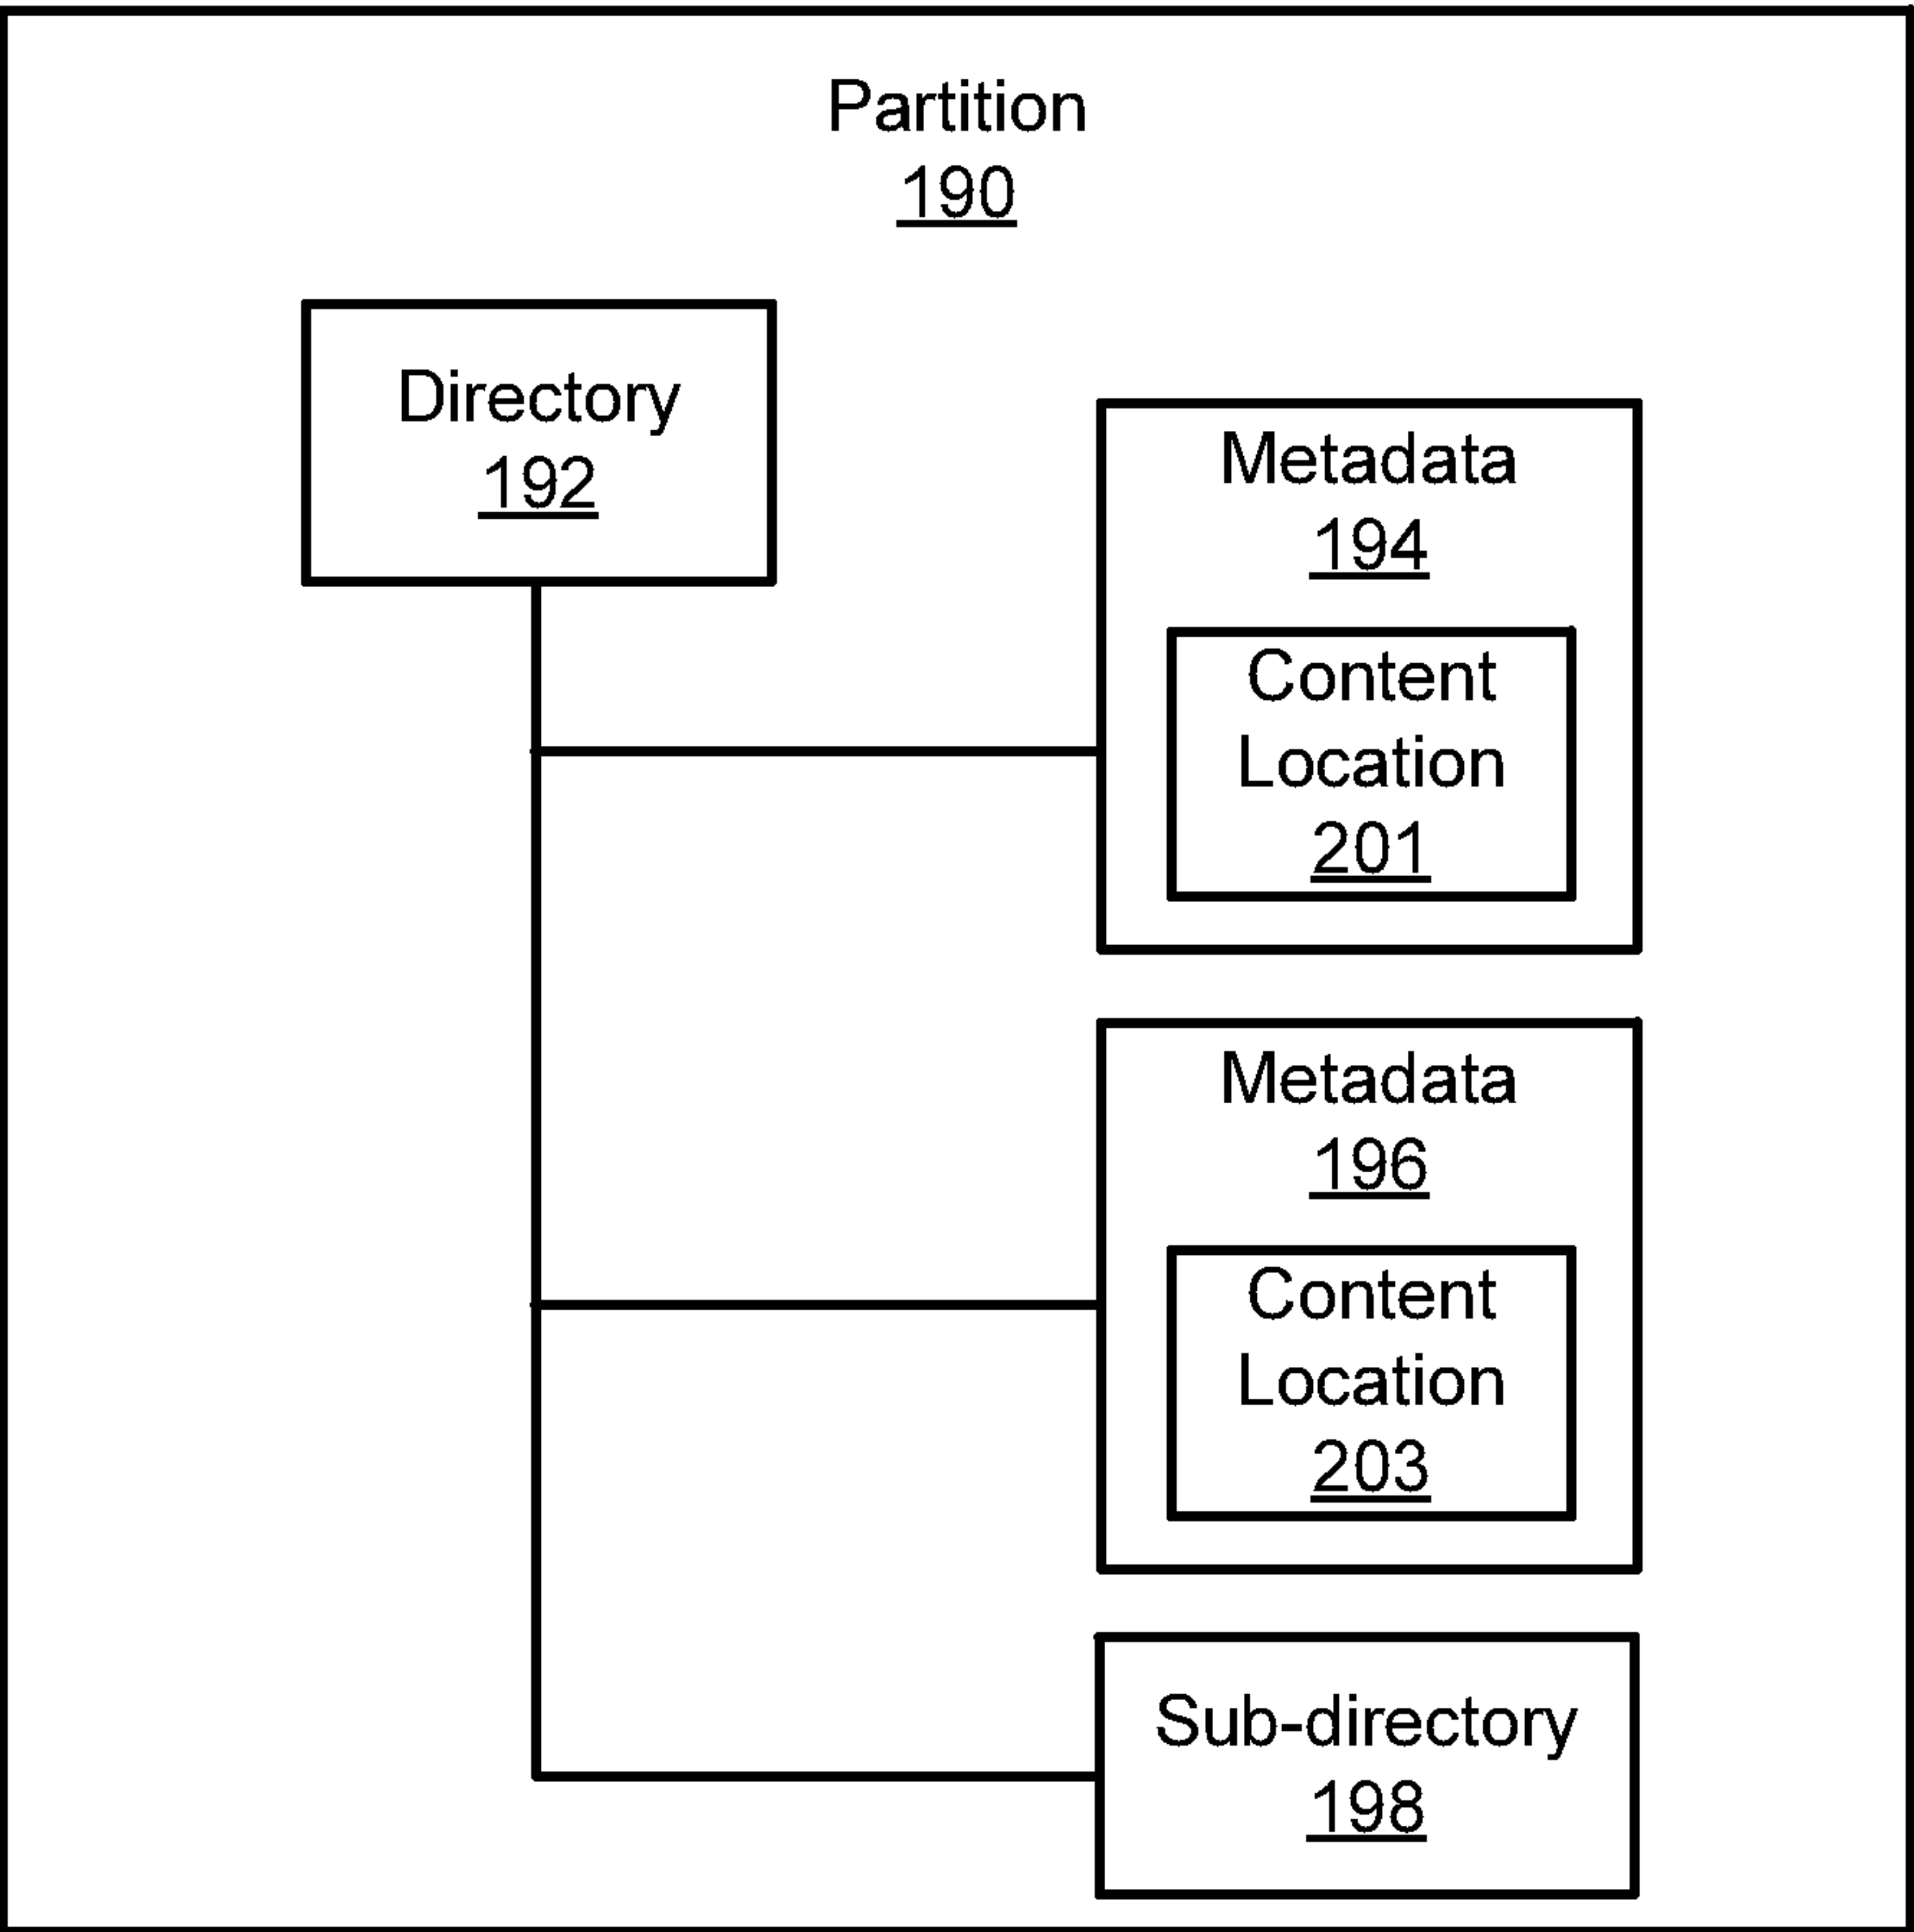 Partition
190
Directory
192
Metadata
194
Content
Location
201
Metadata
196
Content
Location
203
Sub-directory
198